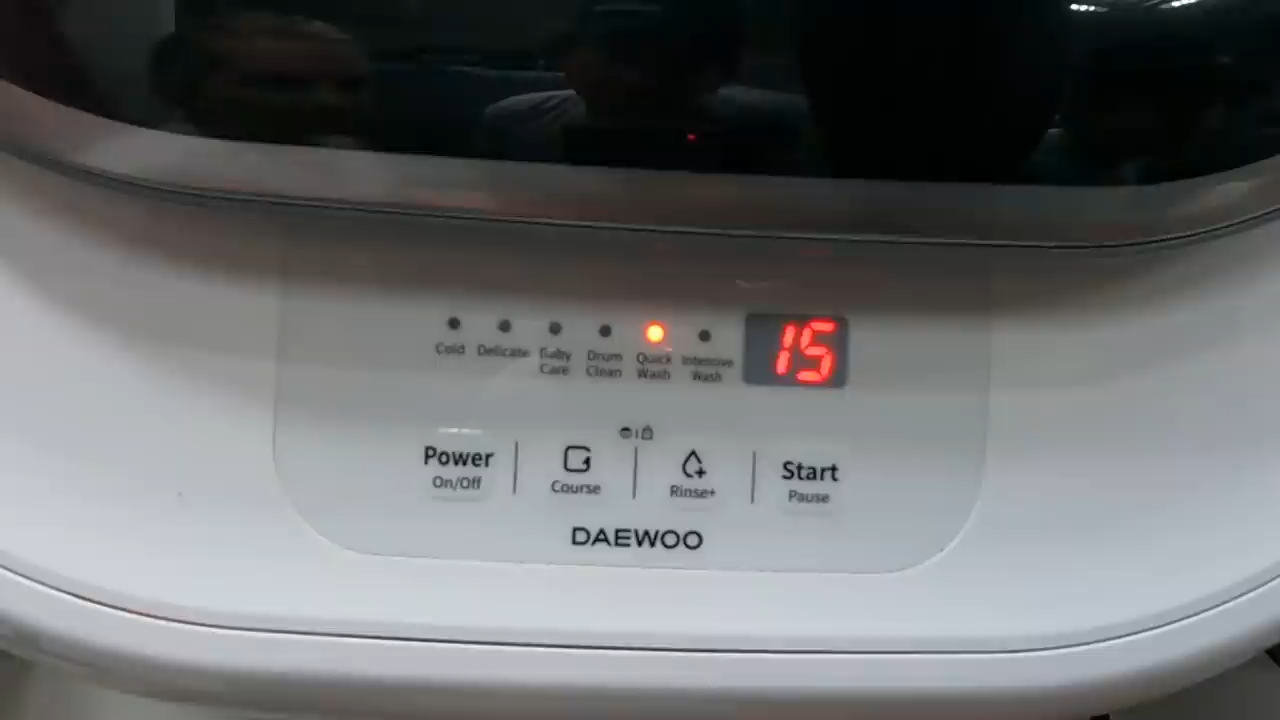 Cold Delicate Baby Care Drum Clean Quick Wash Intensive Wash
15
Power On/Off
Course
Rinse+
Start Pause
DAEWOO